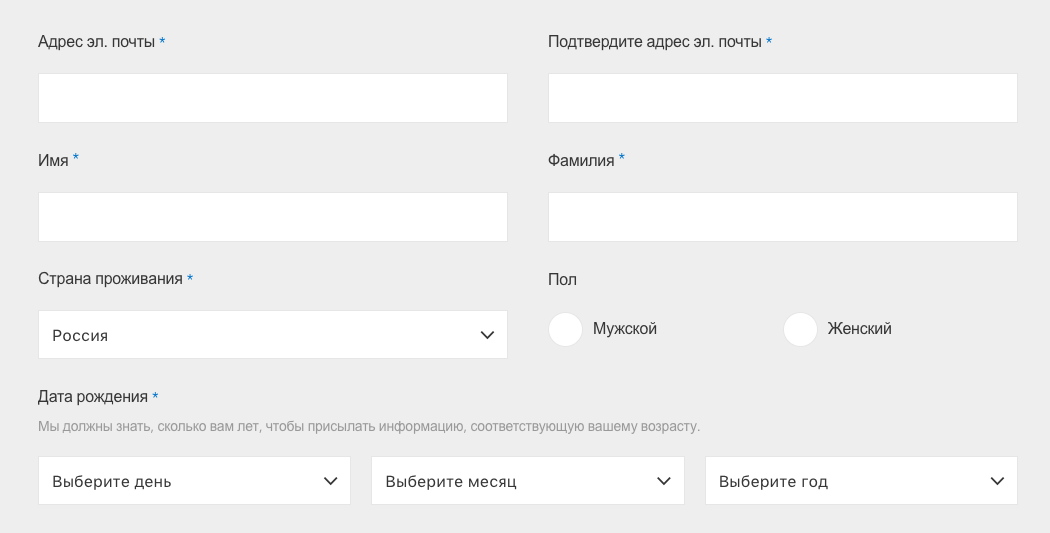 Адрес эл. почты *
Подтвердите адрес эл. почты *
Имя *
Фамилия *
Страна проживания *
Пол
Россия
Мужской
Женский
Дата рождения *
Мы должны знать, сколько вам лет, чтобы присылать информацию, соответствующую вашему возрасту.
Выберите день
Выберите месяц
Выберите год